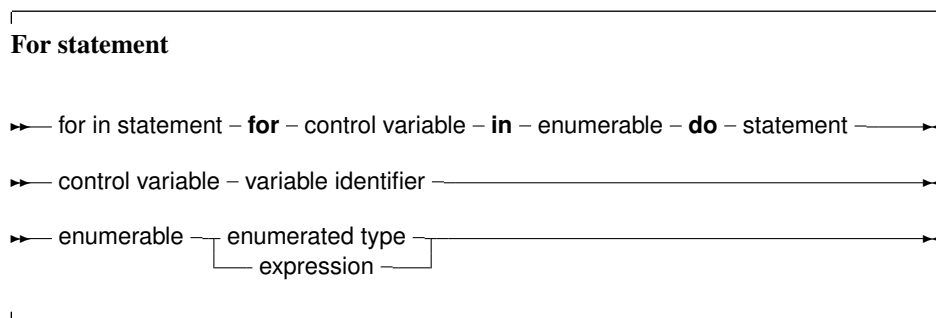 For statement
for in statement – for – control variable – in – enumerable – do – statement
control variable – variable identifier
enumerable – enumerated type
expression